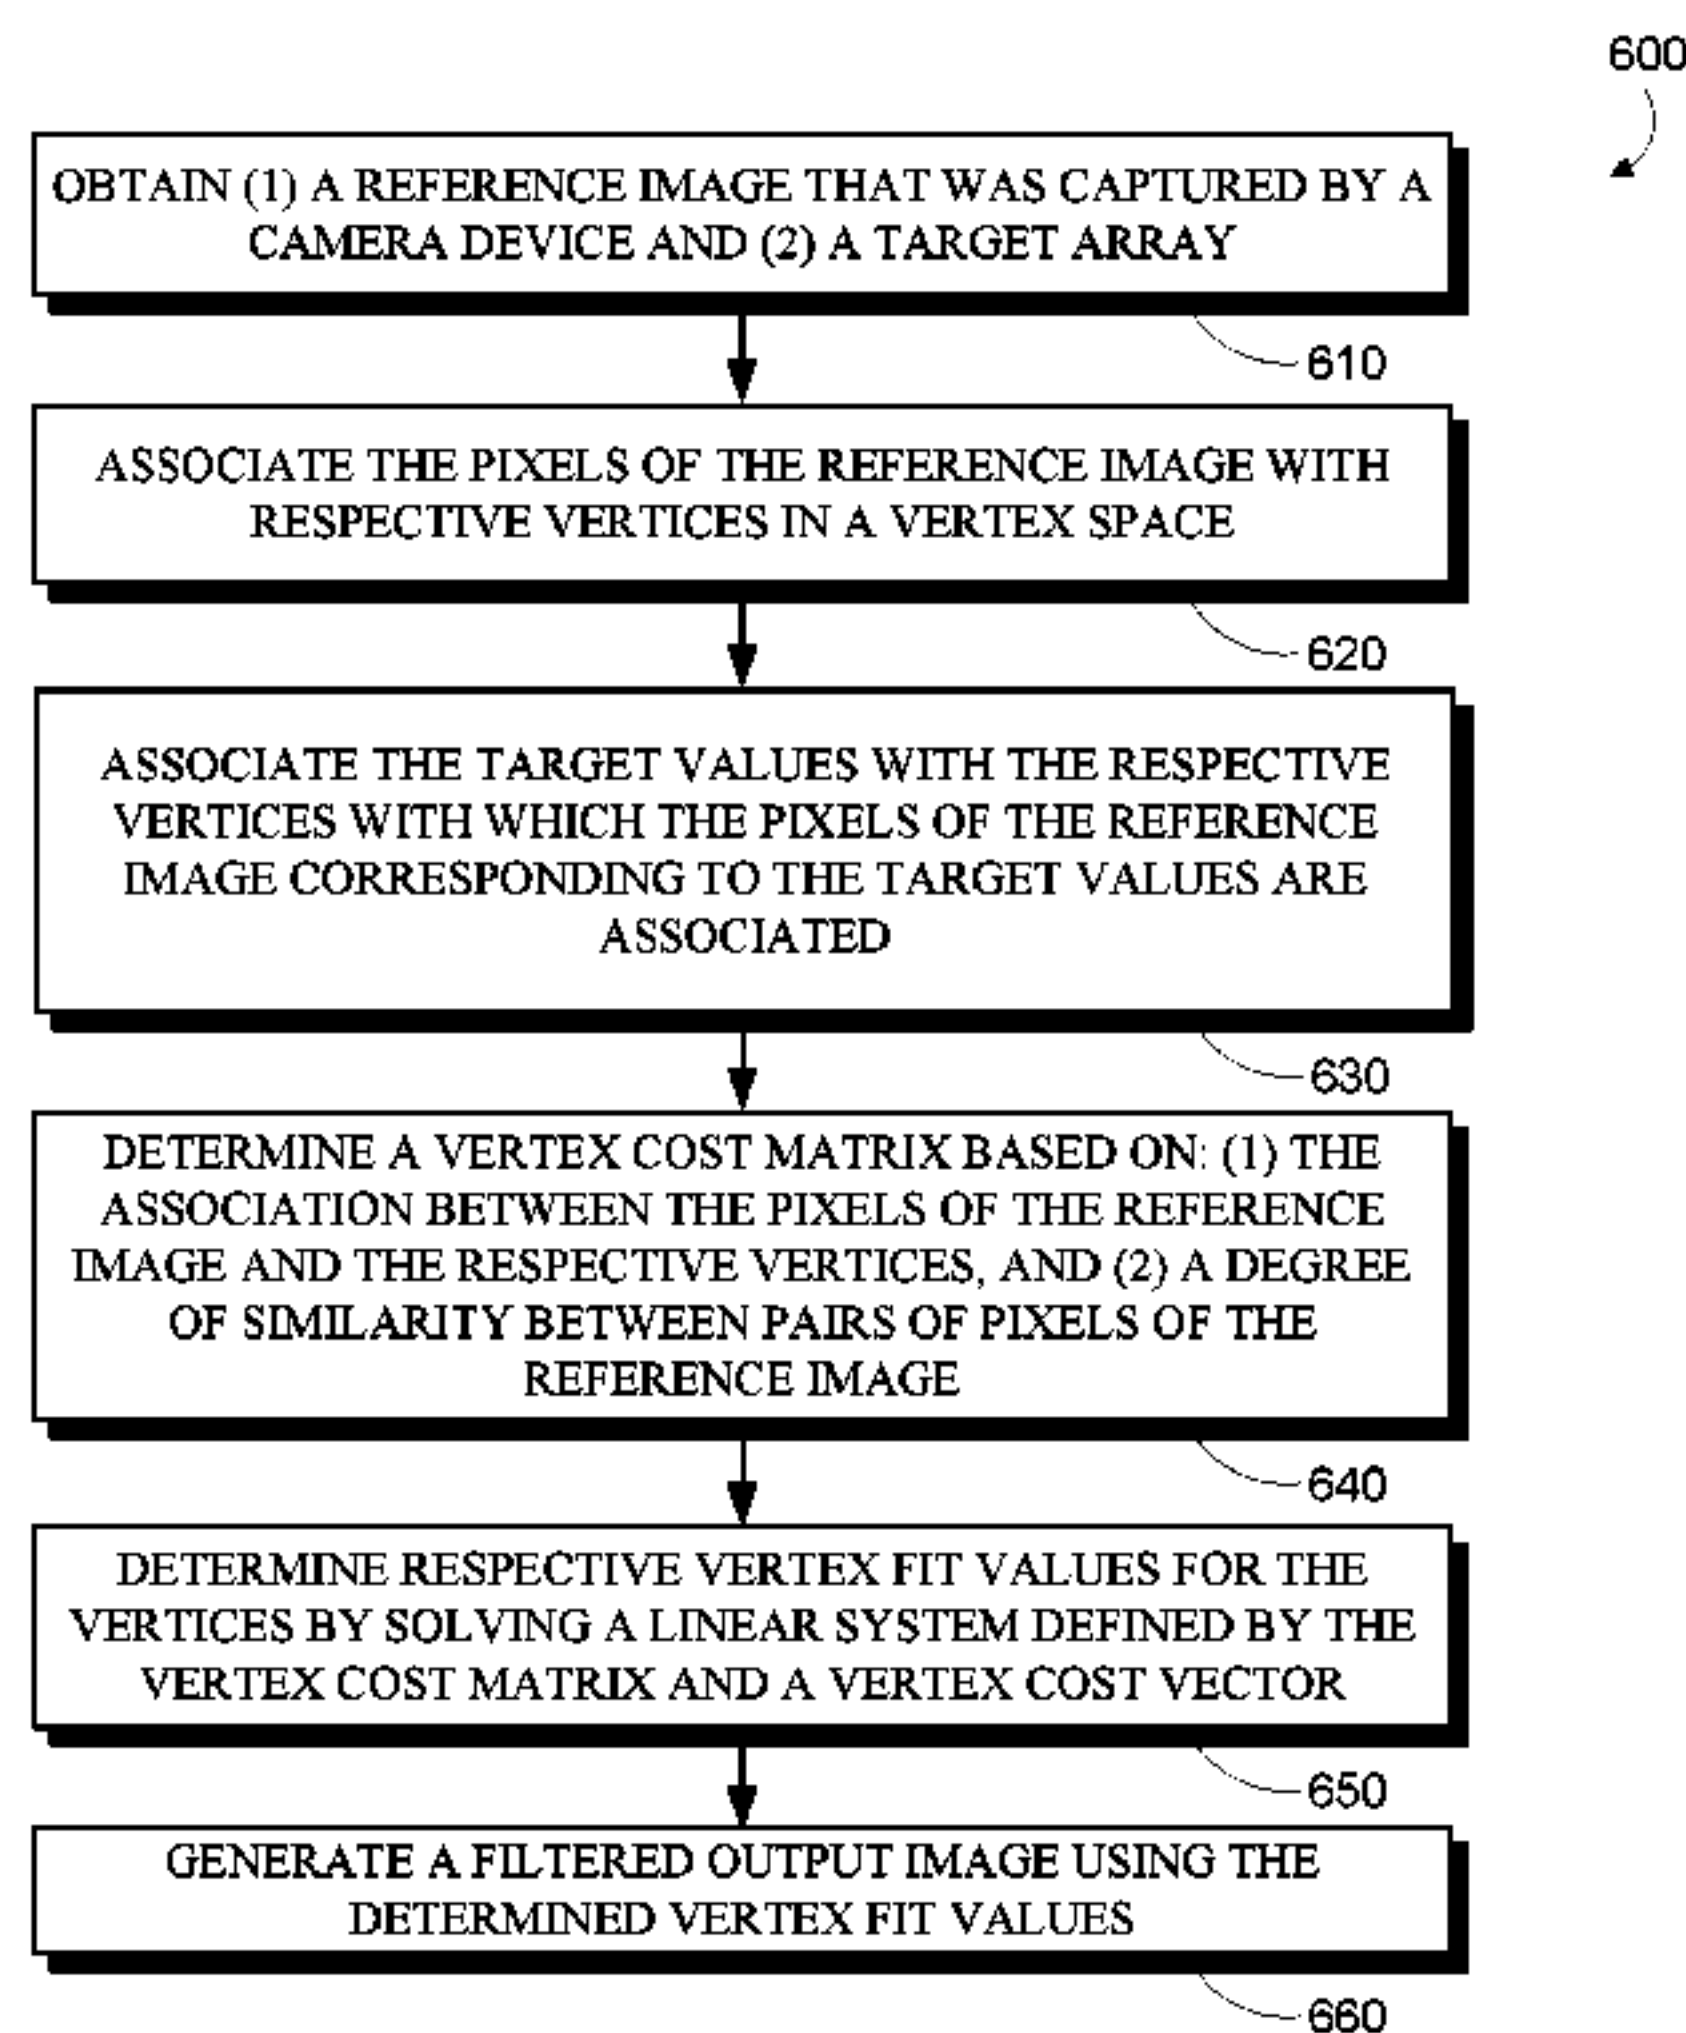 600
OBTAIN (1) A REFERENCE IMAGE THAT WAS CAPTURED BY A
CAMERA DEVICE AND (2) A TARGET ARRAY
610
ASSOCIATE THE PIXELS OF THE REFERENCE IMAGE WITH
RESPECTIVE VERTICES IN A VERTEX SPACE
620
ASSOCIATE THE TARGET VALUES WITH THE RESPECTIVE
VERTICES WITH WHICH THE PIXELS OF THE REFERENCE
IMAGE CORRESPONDING TO THE TARGET VALUES ARE
ASSOCIATED
630
DETERMINE A VERTEX COST MATRIX BASED ON: (1) THE
ASSOCIATION BETWEEN THE PIXELS OF THE REFERENCE
IMAGE AND THE RESPECTIVE VERTICES, AND (2) A DEGREE
OF SIMILARITY BETWEEN PAIRS OF PIXELS OF THE
REFERENCE IMAGE
640
DETERMINE RESPECTIVE VERTEX FIT VALUES FOR THE
VERTICES BY SOLVING A LINEAR SYSTEM DEFINED BY THE
VERTEX COST MATRIX AND A VERTEX COST VECTOR
650
GENERATE A FILTERED OUTPUT IMAGE USING THE
DETERMINED VERTEX FIT VALUES
660